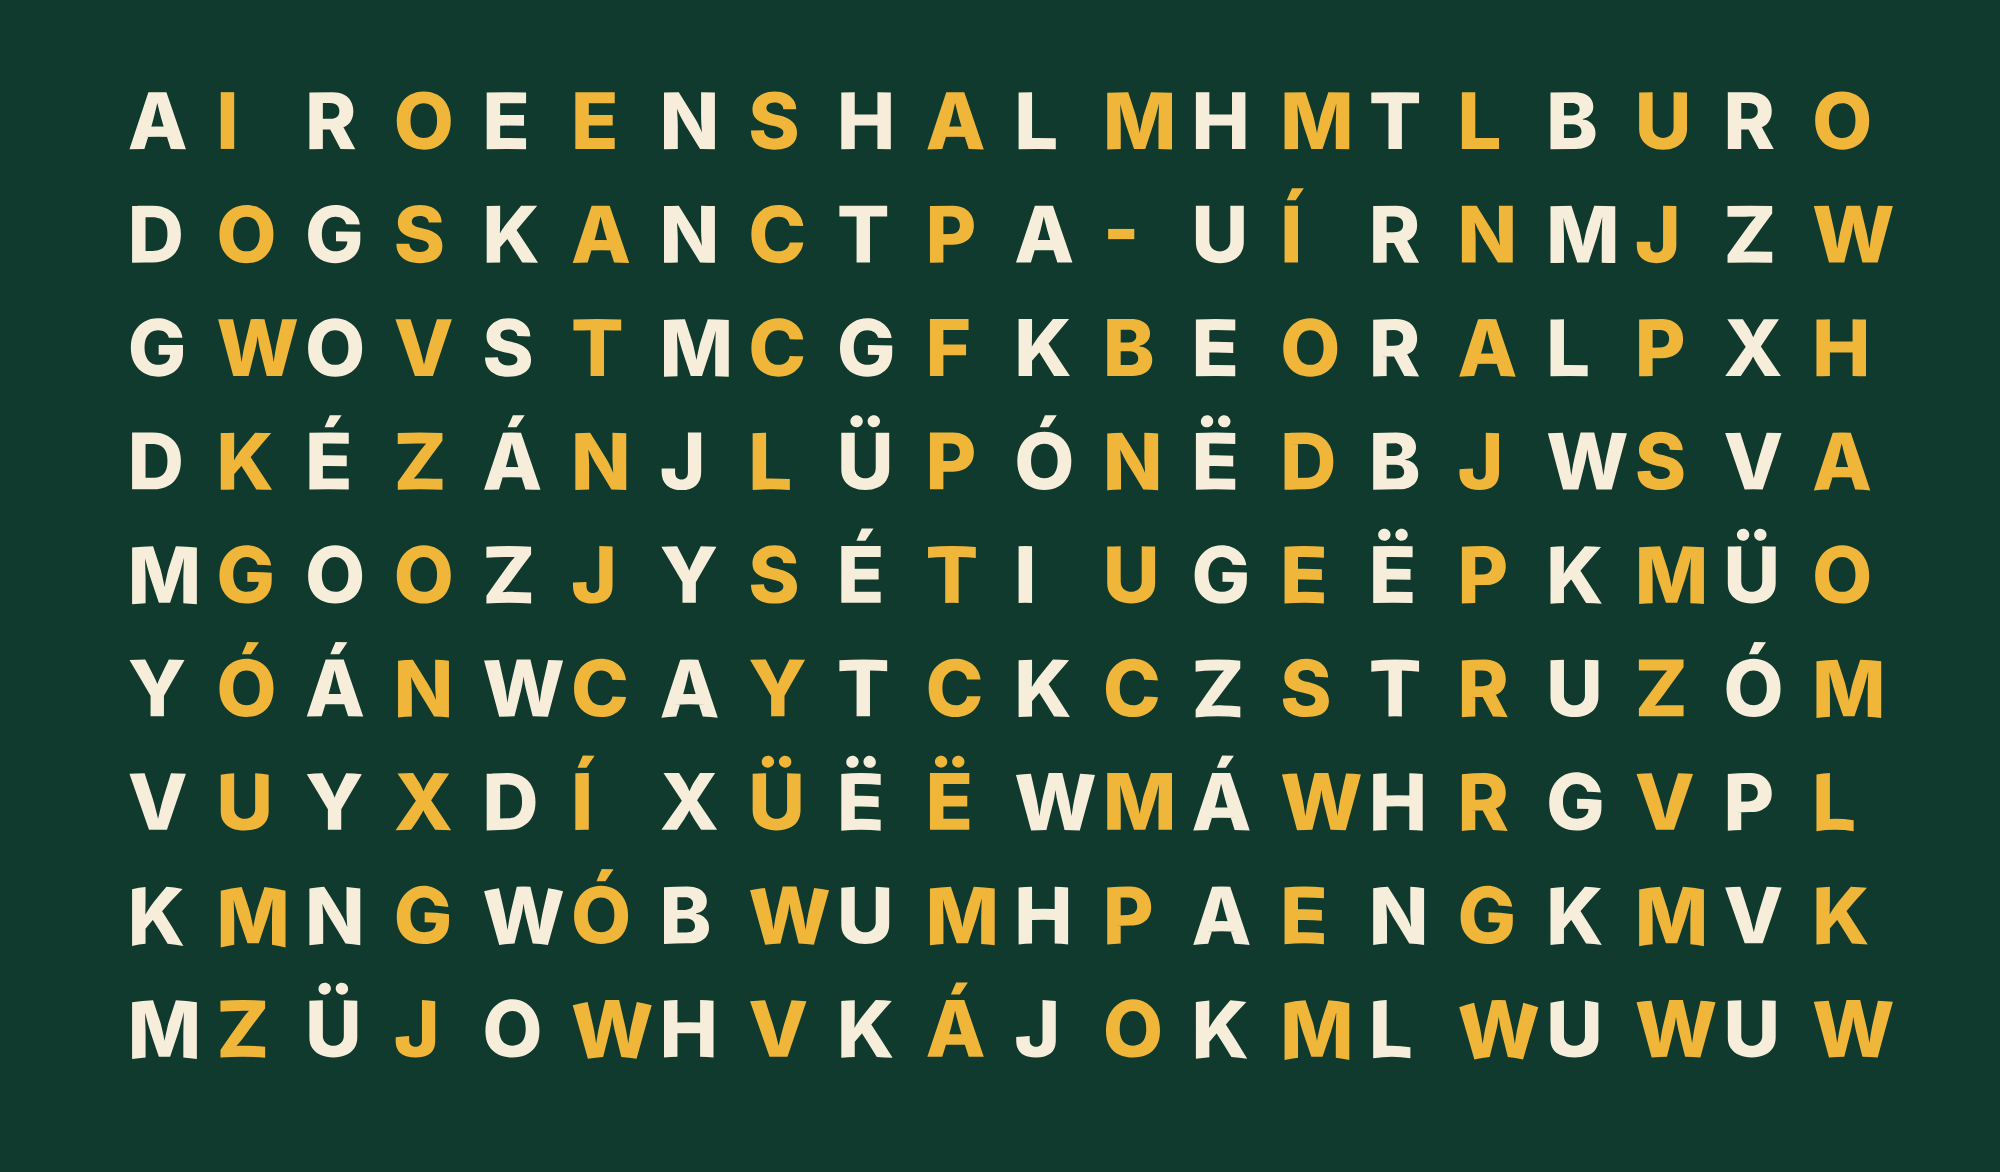 A I R O E E N S H A L M H M T L B U R O
D O G S K A N C T P A - U Í R N M J Z W
G W O V S T M C G F K B E O R A L P X H
D K É Z Á N J L Ü P Ó N Ë D B J W S V A
M G O O Z J Y S É T I U G E Ë P K M Ü O
Y Ó Á N W C A Y T C K C Z S T R U Z Ó M
V U Y X D Í X Ü Ë Ë W M Á W H R G V P L
K M N G W Ó B W U M H P A E N G K M V K
M Z Ü J O W H V K Á J O K M L W U W U W